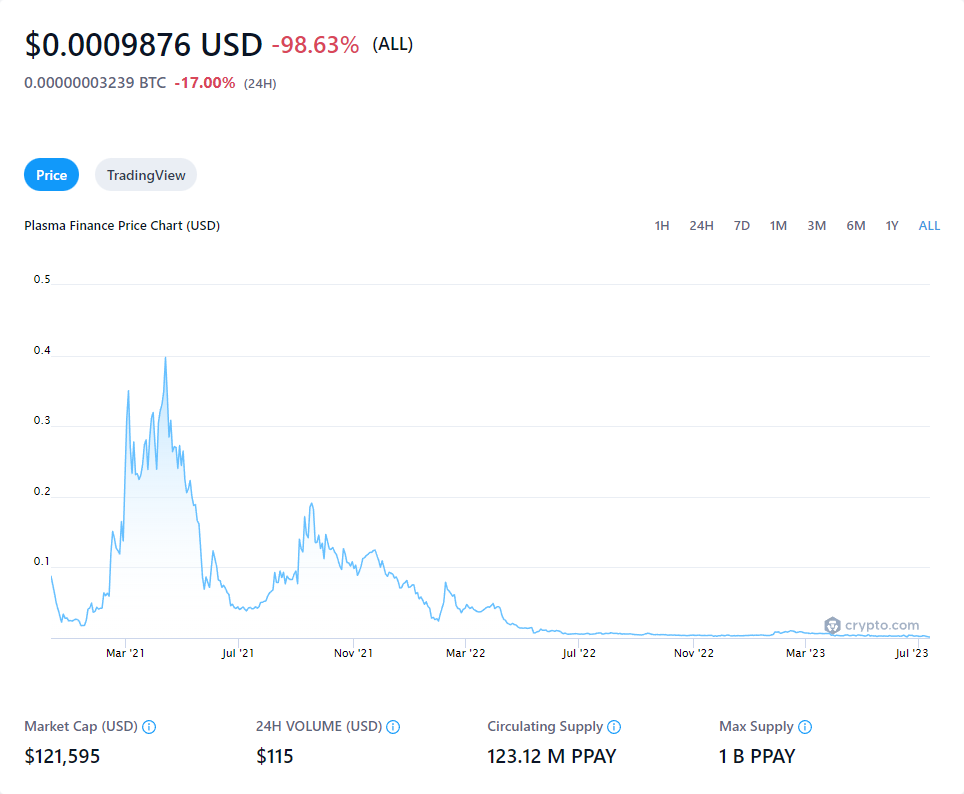 $0.0009876 USD -98.63% (ALL)
0.00000003239 BTC -17.00% (24H)
Price TradingView
Plasma Finance Price Chart (USD) 1H 24H 7D 1M 3M 6M 1Y ALL
0.5
0.4
0.3
0.2
0.1
crypto.com
Mar '21 Jul '21 Nov '21 Mar '22 Jul '22 Nov '22 Mar '23 Jul '23
Market Cap (USD) 24H VOLUME (USD) Circulating Supply Max Supply
$121,595 $115 123.12 M PPAY 1 B PPAY